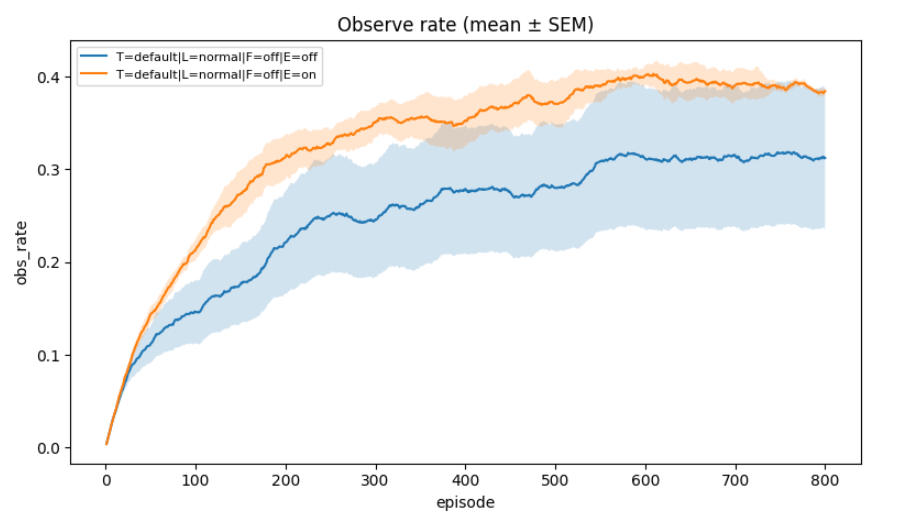 Observe rate (mean ± SEM)
T=default|L=normal|F=off|E=off
T=default|L=normal|F=off|E=on
0.4
0.3
0.2
0.1
0.0
obs_rate
0 100 200 300 400 500 600 700 800
episode